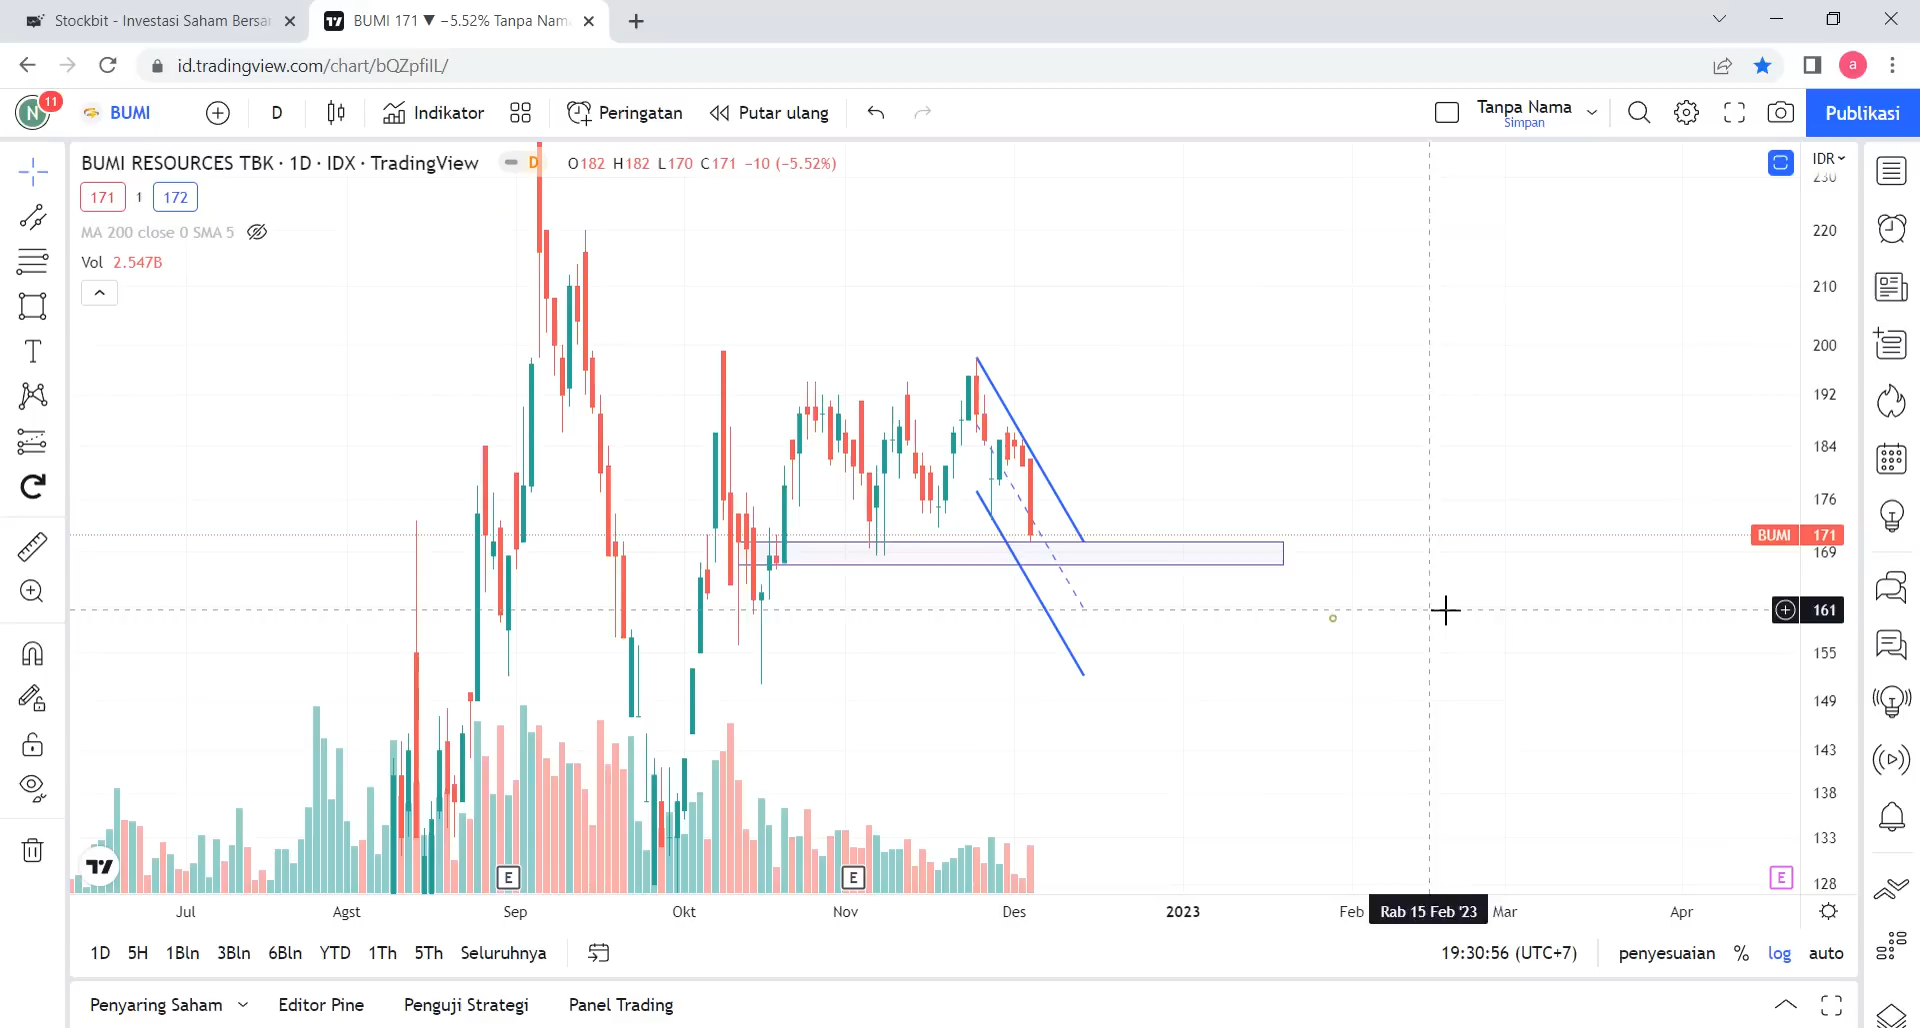 Stockbit - Investasi Saham Bersa
BUMI 171 ▼ −5.52% Tanpa Nam
id.tradingview.com/chart/bQZpfiIL/
a
N 11 BUMI D Indikator Peringatan Putar ulang Tanpa Nama Simpan Publikasi
BUMI RESOURCES TBK · 1D · IDX · TradingView D O182 H182 L170 C171 −10 (−5.52%)
IDR
230
171 1 172
MA 200 close 0 SMA 5
Vol 2.547B
220
210
200
192
184
176
BUMI 171
169
161
155
149
143
138
133
128
E E E
Jul Agst Sep Okt Nov Des 2023 Feb Rab 15 Feb '23 Mar Apr
1D 5H 1Bln 3Bln 6Bln YTD 1Th 5Th Seluruhnya 19:30:56 (UTC+7) penyesuaian % log auto
Penyaring Saham Editor Pine Penguji Strategi Panel Trading